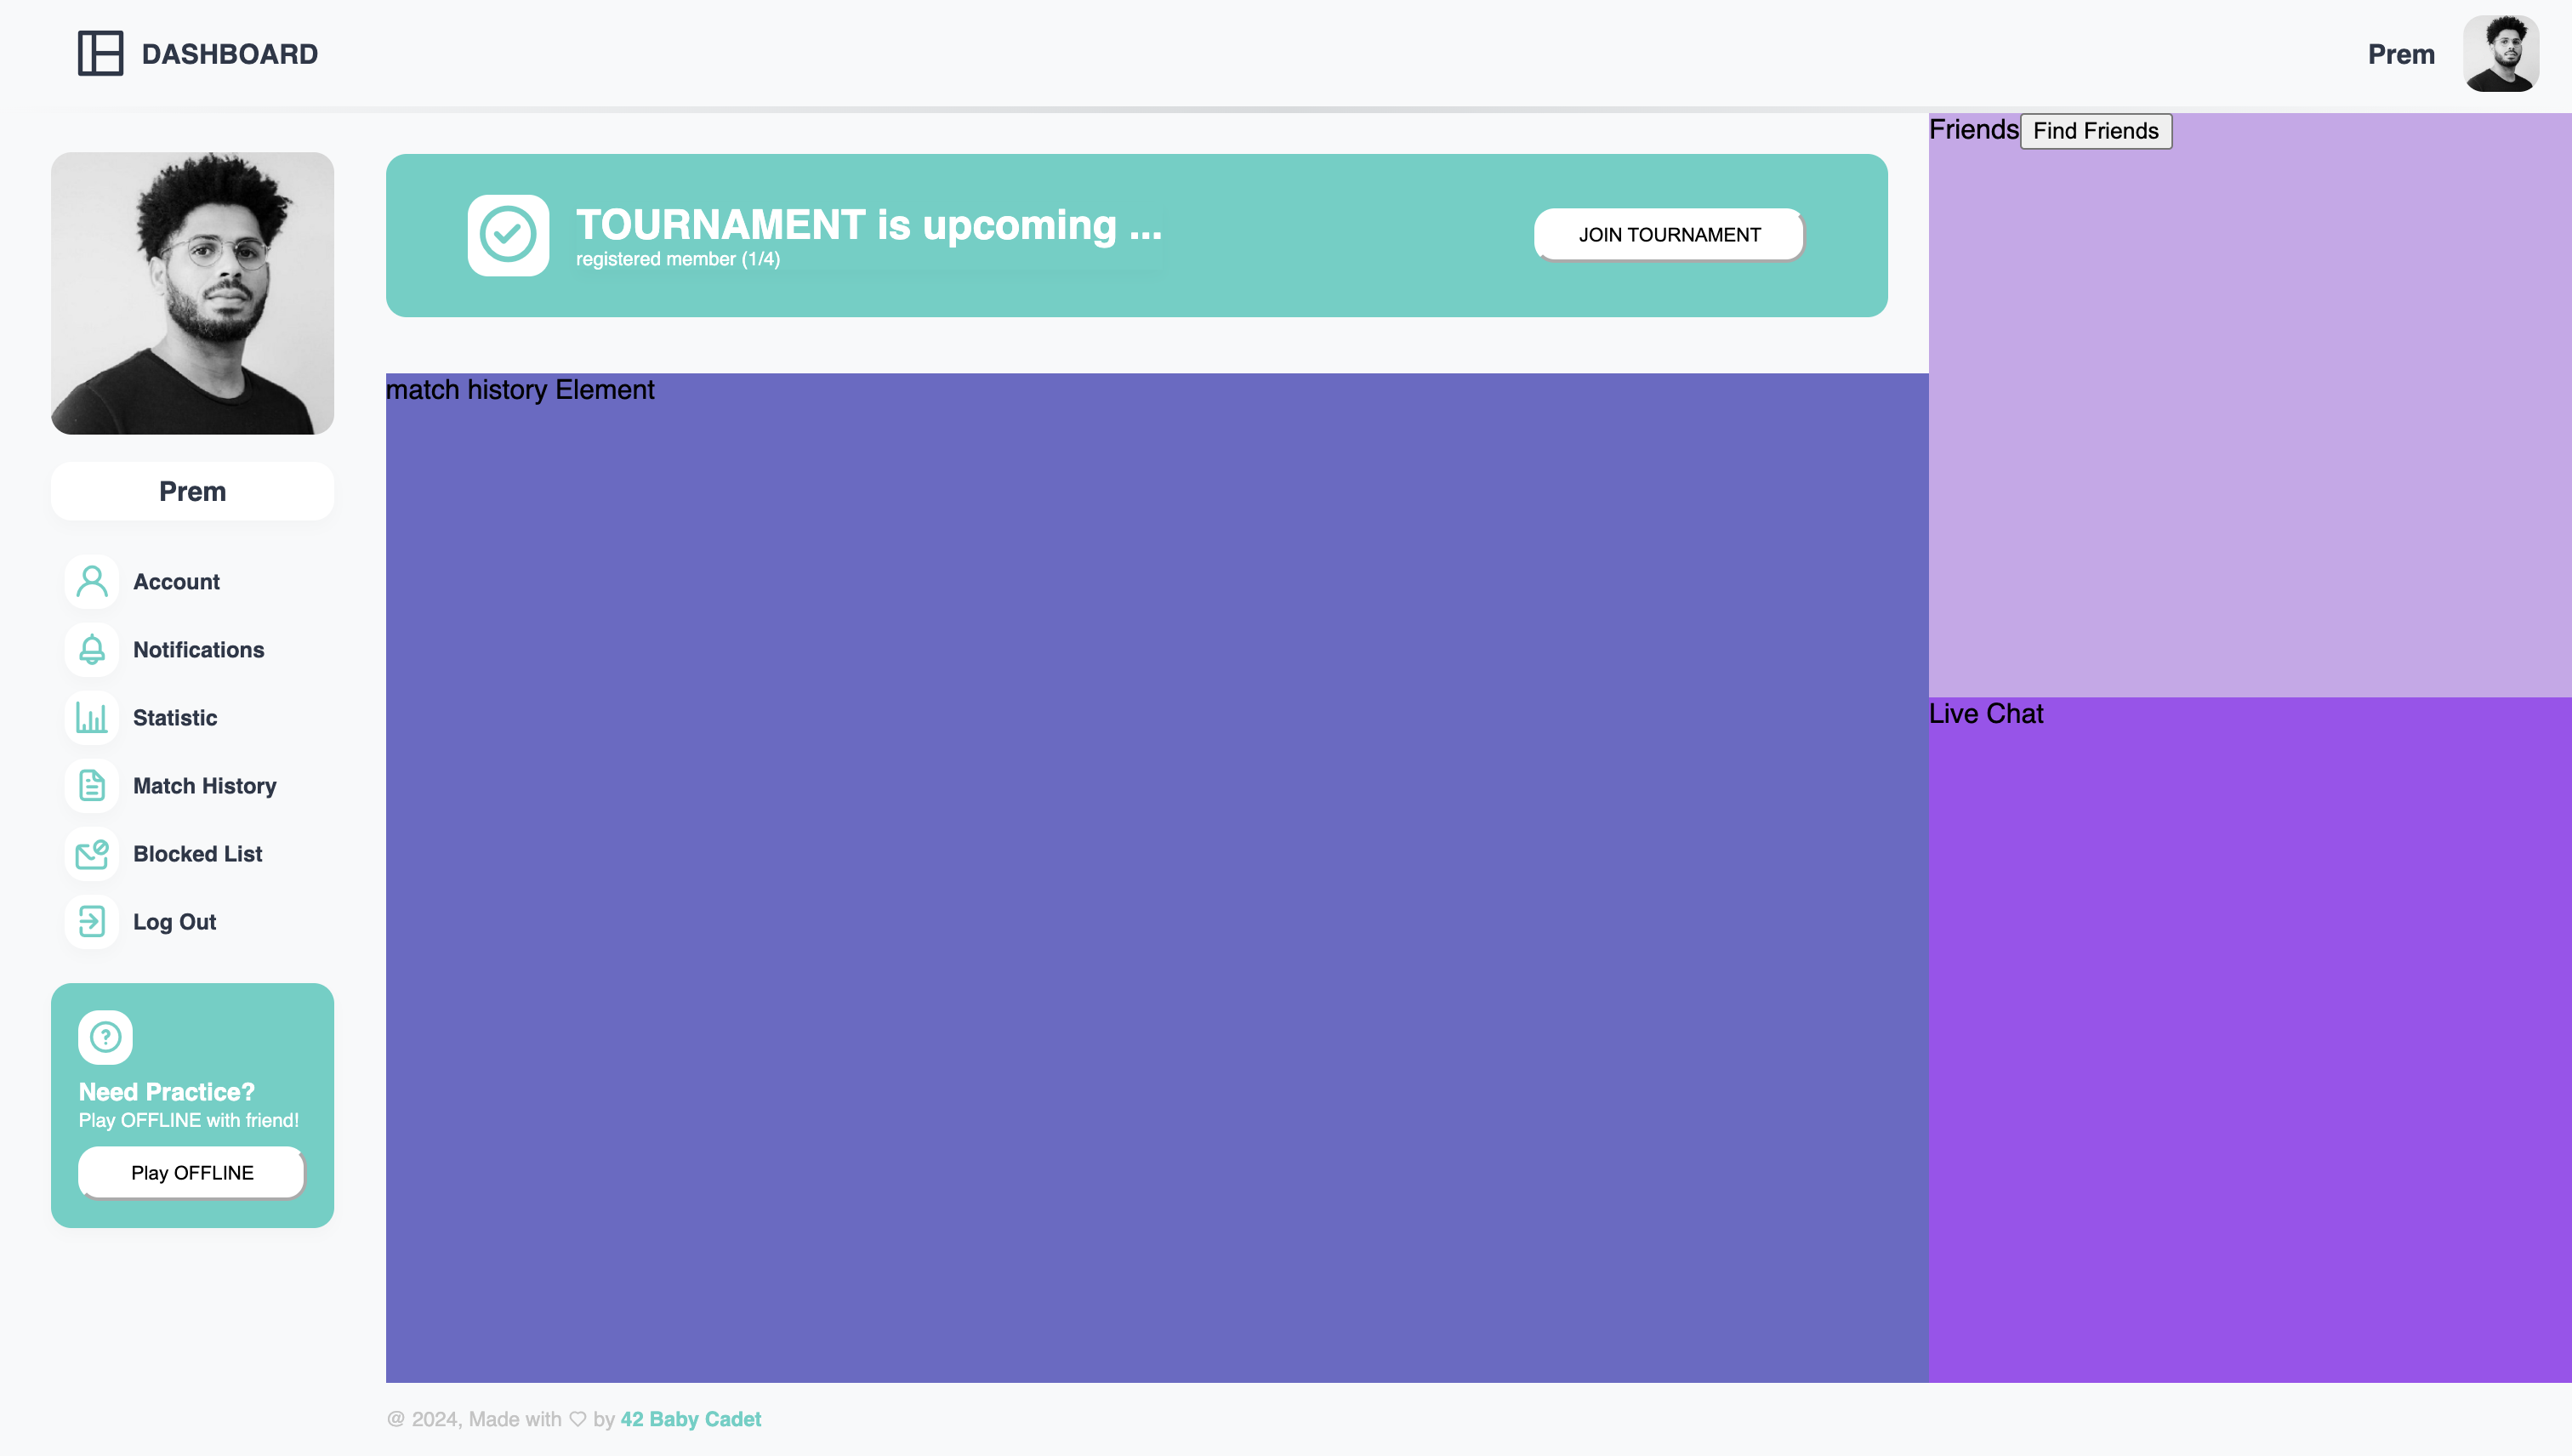 DASHBOARD
Prem
Friends
Find Friends
TOURNAMENT is upcoming ...
registered member (1/4)
JOIN TOURNAMENT
match history Element
Prem
Account
Notifications
Statistic
Match History
Blocked List
Log Out
Need Practice?
Play OFFLINE with friend!
Play OFFLINE
Live Chat
@ 2024, Made with ♡ by 42 Baby Cadet